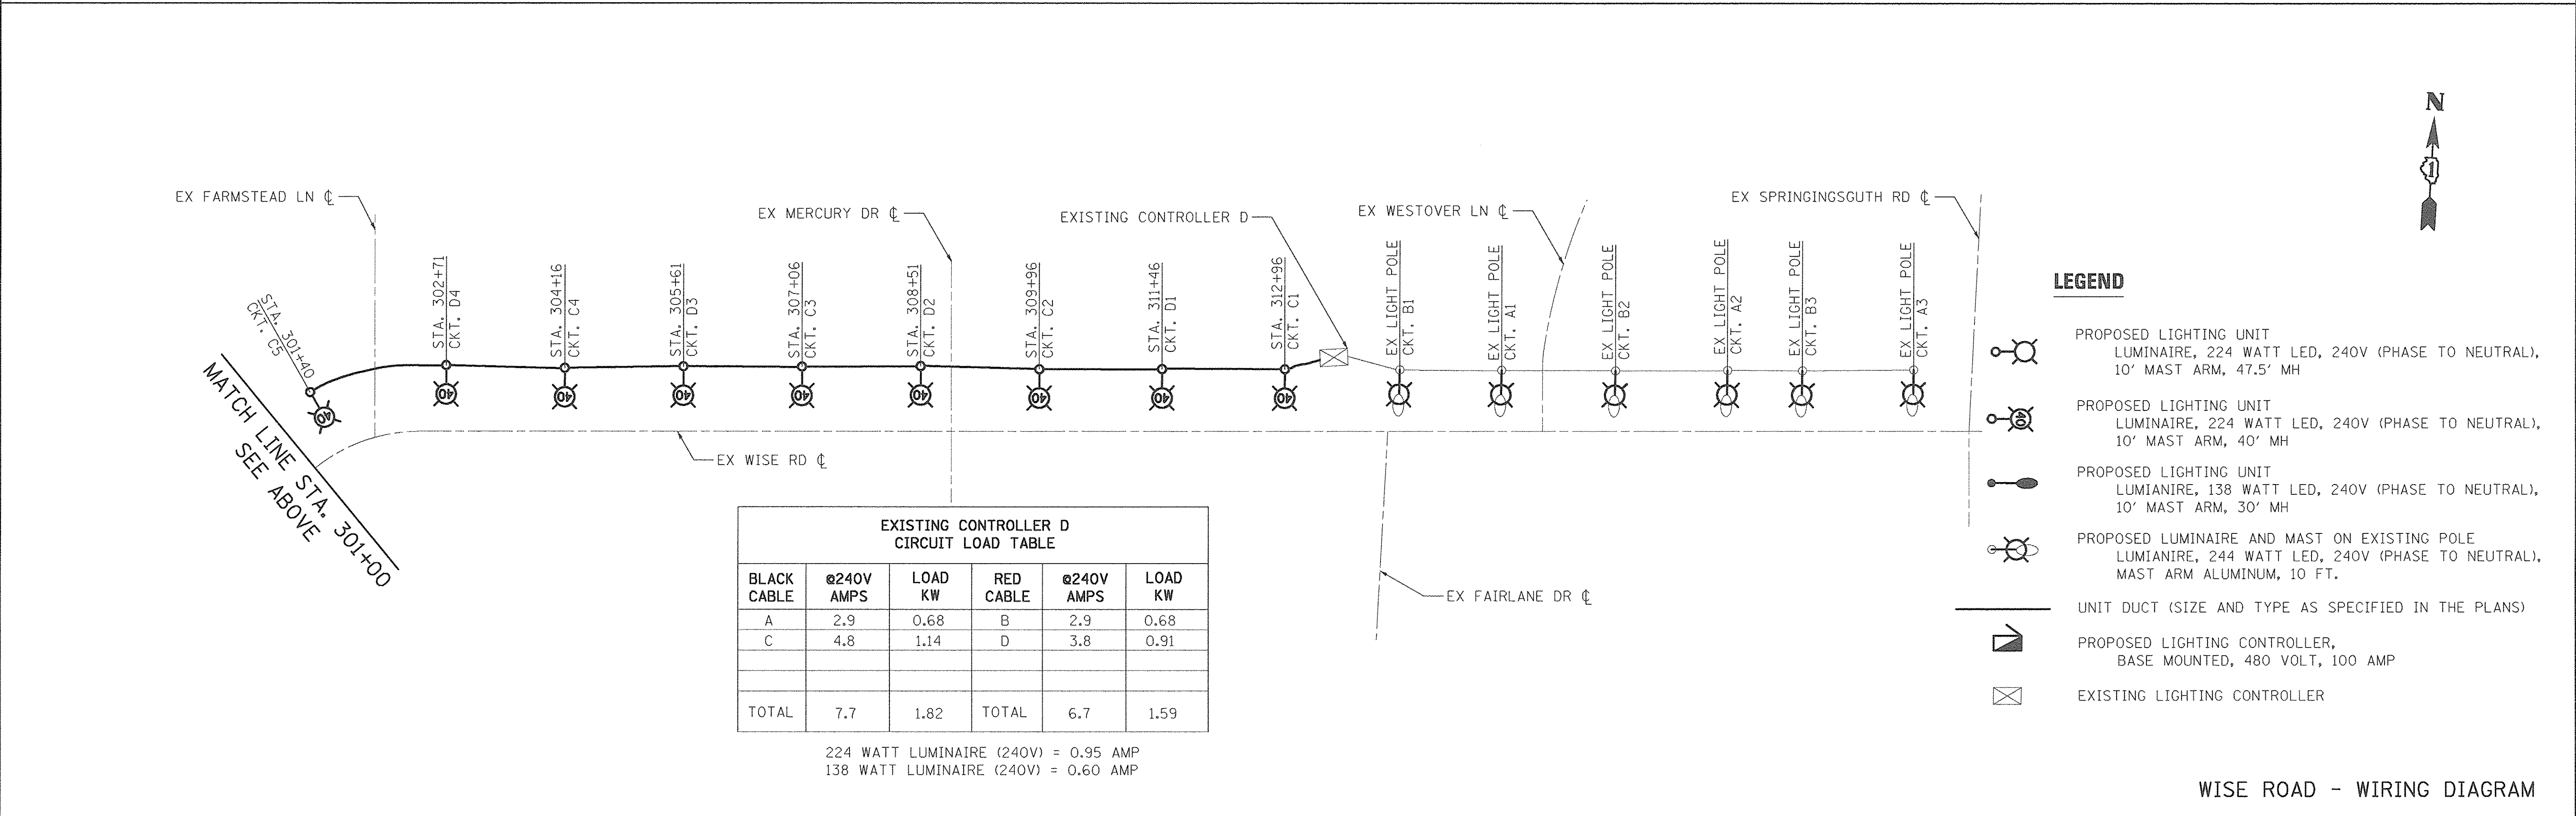 EX FARMSTEAD LN ℄
EX MERCURY DR ℄
EXISTING CONTROLLER D
EX WESTOVER LN ℄
EX SPRINGINGSGUTH RD ℄
N
1
STA. 301+40
CKT. C5
STA. 302+71
CKT. D4
STA. 304+16
CKT. C4
STA. 305+61
CKT. D3
STA. 307+06
CKT. C3
STA. 308+51
CKT. D2
STA. 309+96
CKT. C2
STA. 311+46
CKT. D1
STA. 312+96
CKT. C1
EX LIGHT POLE
CKT. B1
EX LIGHT POLE
CKT. A1
EX LIGHT POLE
CKT. B2
EX LIGHT POLE
CKT. A2
EX LIGHT POLE
CKT. B3
EX LIGHT POLE
CKT. A3
40
40
40
40
40
40
40
40
40
MATCH LINE STA. 301+00
SEE ABOVE
EX WISE RD ℄
EX FAIRLANE DR ℄
EXISTING CONTROLLER D
CIRCUIT LOAD TABLE
BLACK CABLE @240V AMPS LOAD KW RED CABLE @240V AMPS LOAD KW
A 2.9 0.68 B 2.9 0.68
C 4.8 1.14 D 3.8 0.91
TOTAL 7.7 1.82 TOTAL 6.7 1.59
224 WATT LUMINAIRE (240V) = 0.95 AMP
138 WATT LUMINAIRE (240V) = 0.60 AMP
LEGEND
PROPOSED LIGHTING UNIT
LUMINAIRE, 224 WATT LED, 240V (PHASE TO NEUTRAL),
10' MAST ARM, 47.5' MH
40
PROPOSED LIGHTING UNIT
LUMINAIRE, 224 WATT LED, 240V (PHASE TO NEUTRAL),
10' MAST ARM, 40' MH
PROPOSED LIGHTING UNIT
LUMIANIRE, 138 WATT LED, 240V (PHASE TO NEUTRAL),
10' MAST ARM, 30' MH
PROPOSED LUMINAIRE AND MAST ON EXISTING POLE
LUMIANIRE, 244 WATT LED, 240V (PHASE TO NEUTRAL),
MAST ARM ALUMINUM, 10 FT.
UNIT DUCT (SIZE AND TYPE AS SPECIFIED IN THE PLANS)
PROPOSED LIGHTING CONTROLLER,
BASE MOUNTED, 480 VOLT, 100 AMP
EXISTING LIGHTING CONTROLLER
WISE ROAD - WIRING DIAGRAM